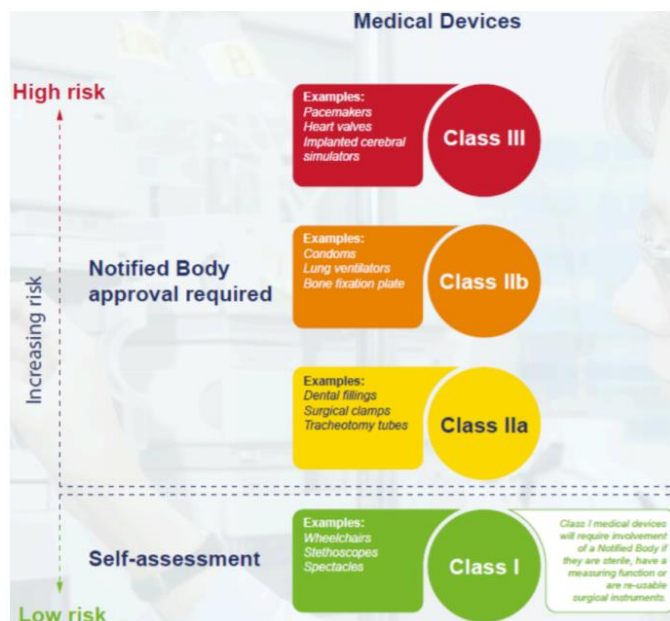 Medical Devices
High risk
Examples:
Pacemakers
Heart valves
Implanted cerebral
simulators
Class III
Increasing risk
Notified Body
approval required
Examples:
Condoms
Lung ventilators
Bone fixation plate
Class IIb
Examples:
Dental fillings
Surgical clamps
Tracheotomy tubes
Class IIa
Self-assessment
Examples:
Wheelchairs
Stethoscopes
Spectacles
Class I
Class I medical devices
will require involvement
of a Notified Body if
they are sterile, have a
measuring function or
are re-usable
surgical instruments.
Low risk